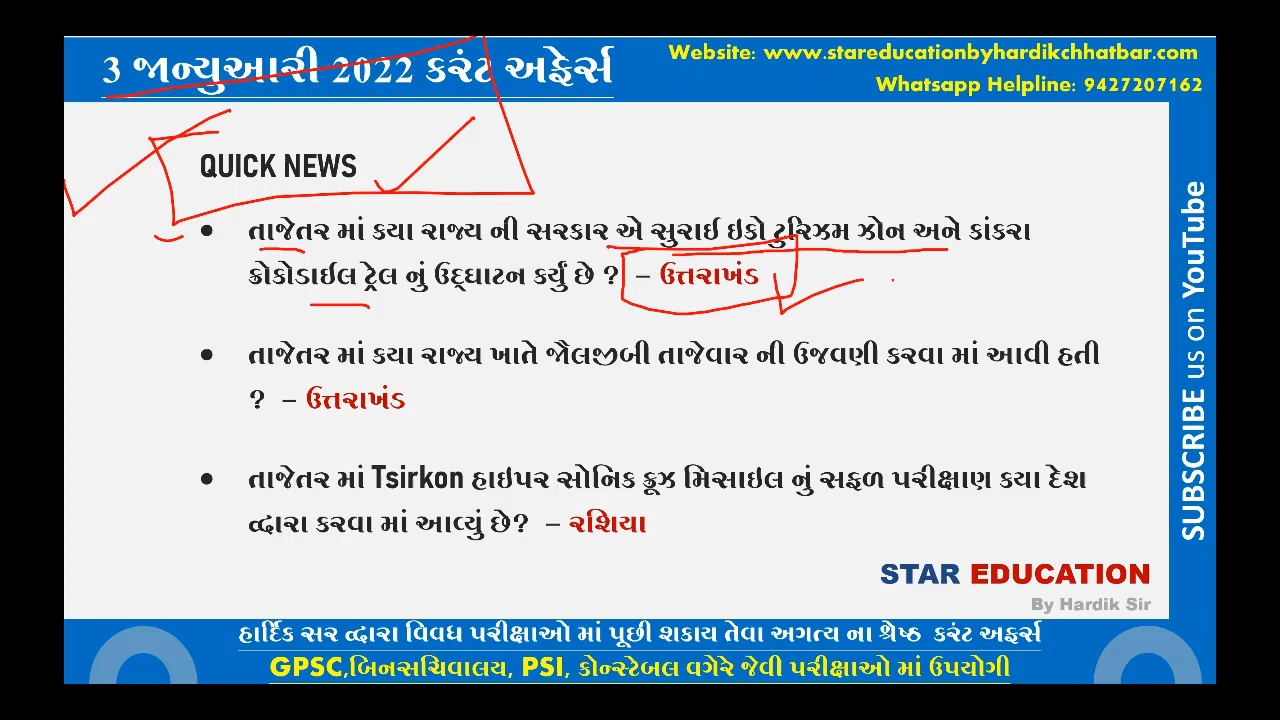 3 જાન્યુઆરી 2022 કરંટ અફેર્સ
Website: www.stareducationbyhardikchhatbar.com
Whatsapp Helpline: 9427207162
QUICK NEWS
• તાજેતર માં કયા રાજ્ય ની સરકાર એ સુરાઈ ઇકો ટુરિઝમ ઝોન અને કાંકરા
ક્રોકોડાઈલ ટ્રેલ નું ઉદ્ઘાટન કર્યું છે ? – ઉત્તરાખંડ
• તાજેતર માં કયા રાજ્ય ખાતે જૌલજીબી તાજેવાર ની ઉજવણી કરવા માં આવી હતી
? – ઉત્તરાખંડ
• તાજેતર માં Tsirkon હાઇપર સોનિક ક્રૂઝ મિસાઇલ નું સફળ પરીક્ષાણ કયા દેશ
ત્દ્વારા કરવા માં આવ્યું છે? – રશિયા
SUBSCRIBE us on YouTube
STAR EDUCATION
By Hardik Sir
હાર્દિક સર ત્દ્વારા વિવધ પરીક્ષાઓ માં પૂછી શકાય તેવા અગત્ય ના શ્રેષ્ઠ કરંટ અફર્સ
GPSC,બિનસચિવાલય, PSI, કોન્સ્ટેબલ વગેરે જેવી પરીક્ષાઓ માં ઉપયોગી